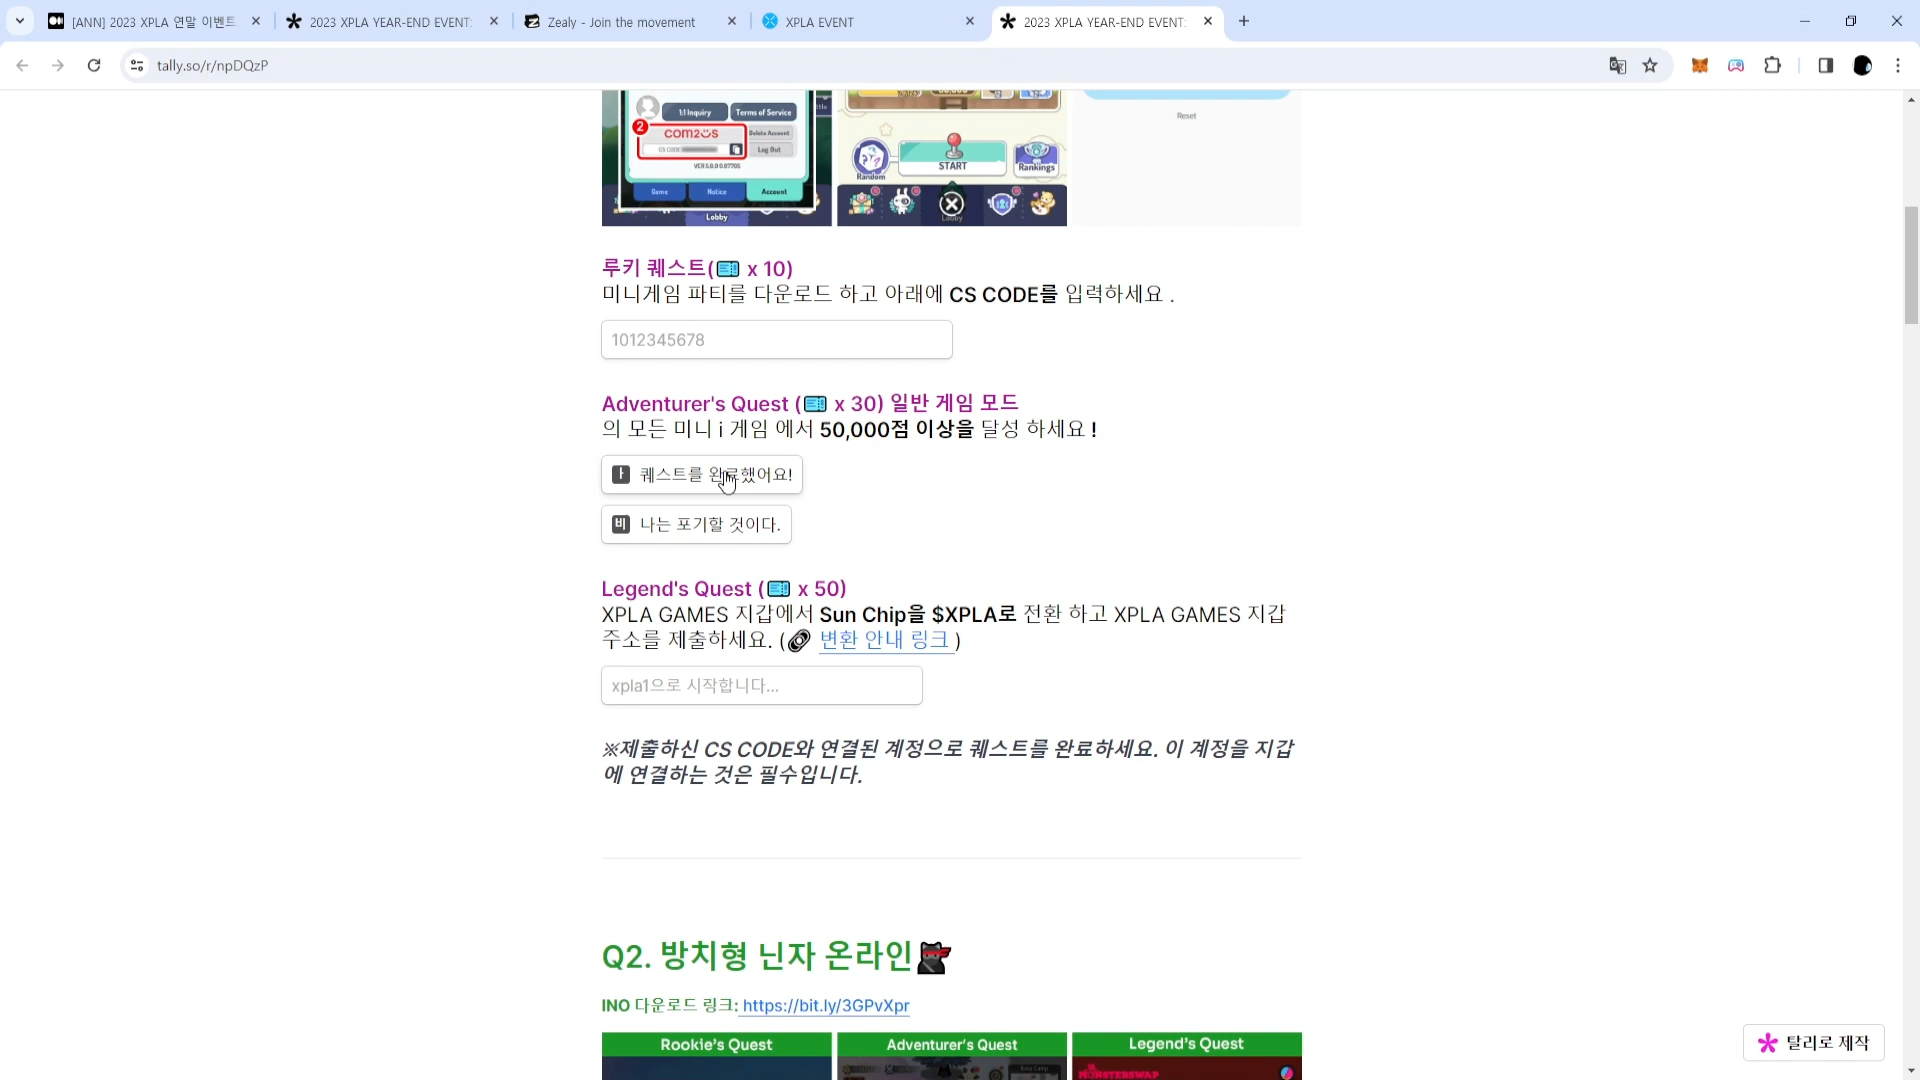 [ANN] 2023 XPLA 연말 이벤트
2023 XPLA YEAR-END EVENT:
Zealy - Join the movement
XPLA EVENT
2023 XPLA YEAR-END EVENT:
tally.so/r/npDQzP
1:1 Inquiry
Terms of Service
2
COM2US
Delete Account
CS CODE
Log Out
Game
Notice
Account
Lobby
START
Random
Rankings
Lobby
Reset
루키 퀘스트(🎫 x 10)
미니게임 파티를 다운로드 하고 아래에 CS CODE를 입력하세요 .
1012345678
Adventurer's Quest (🎫 x 30) 일반 게임 모드
의 모든 미니 i 게임 에서 50,000점 이상을 달성 하세요 !
ㅏ 퀘스트를 완료했어요!
비 나는 포기할 것이다.
Legend's Quest (🎫 x 50)
XPLA GAMES 지갑에서 Sun Chip을 $XPLA로 전환 하고 XPLA GAMES 지갑
주소를 제출하세요. (🔗 변환 안내 링크 )
xpla1으로 시작합니다...
※제출하신 CS CODE와 연결된 계정으로 퀘스트를 완료하세요. 이 계정을 지갑
에 연결하는 것은 필수입니다.
Q2. 방치형 닌자 온라인
INO 다운로드 링크: https://bit.ly/3GPvXpr
Rookie's Quest
Adventurer's Quest
Legend's Quest
MONSTERSWAP
탈리로 제작